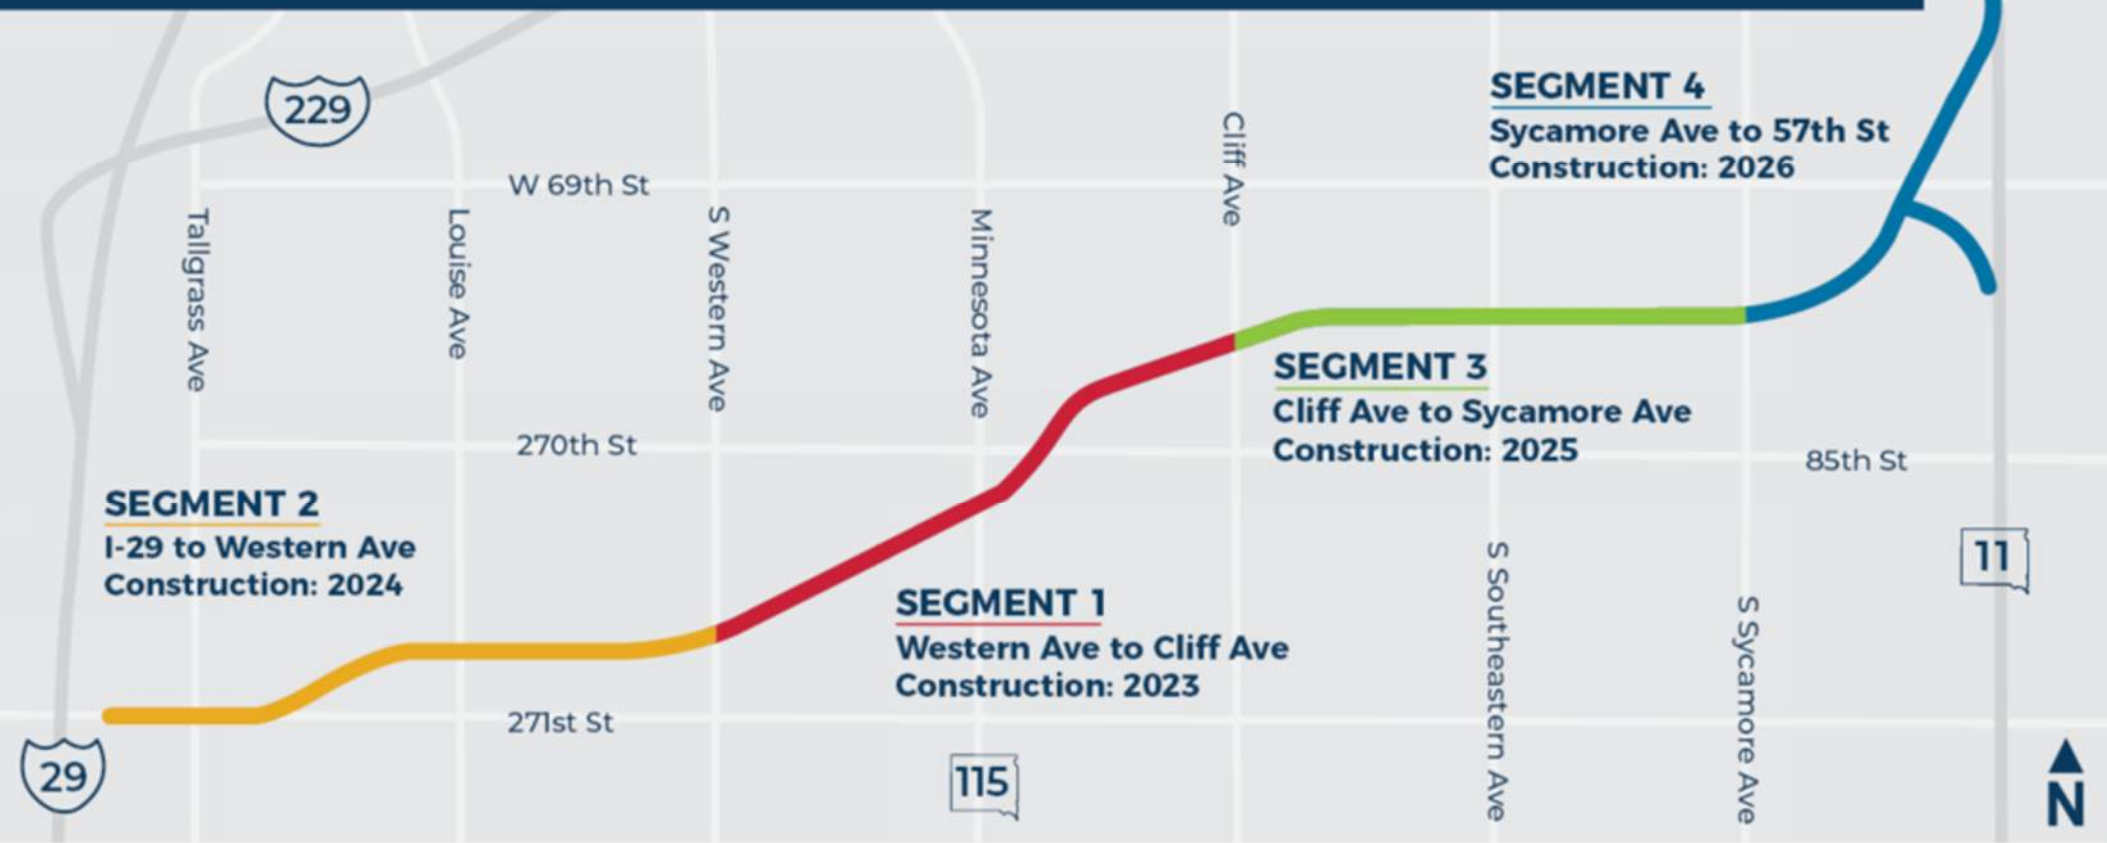 229
SEGMENT 4
Sycamore Ave to 57th St
Construction: 2026
W 69th St
Cliff Ave
Tallgrass Ave
Louise Ave
S Western Ave
Minnesota Ave
SEGMENT 3
Cliff Ave to Sycamore Ave
Construction: 2025
270th St
85th St
SEGMENT 2
I-29 to Western Ave
Construction: 2024
11
SEGMENT 1
Western Ave to Cliff Ave
Construction: 2023
S Southeastern Ave
S Sycamore Ave
271st St
29
115
N